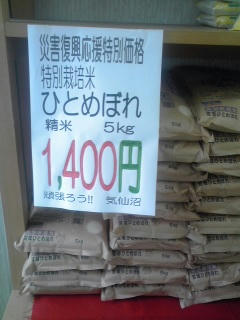 災害復興応援特別価格
特別栽培米
ひとめぼれ
精米 5kg
1,400円
頑張ろう!! 気仙沼